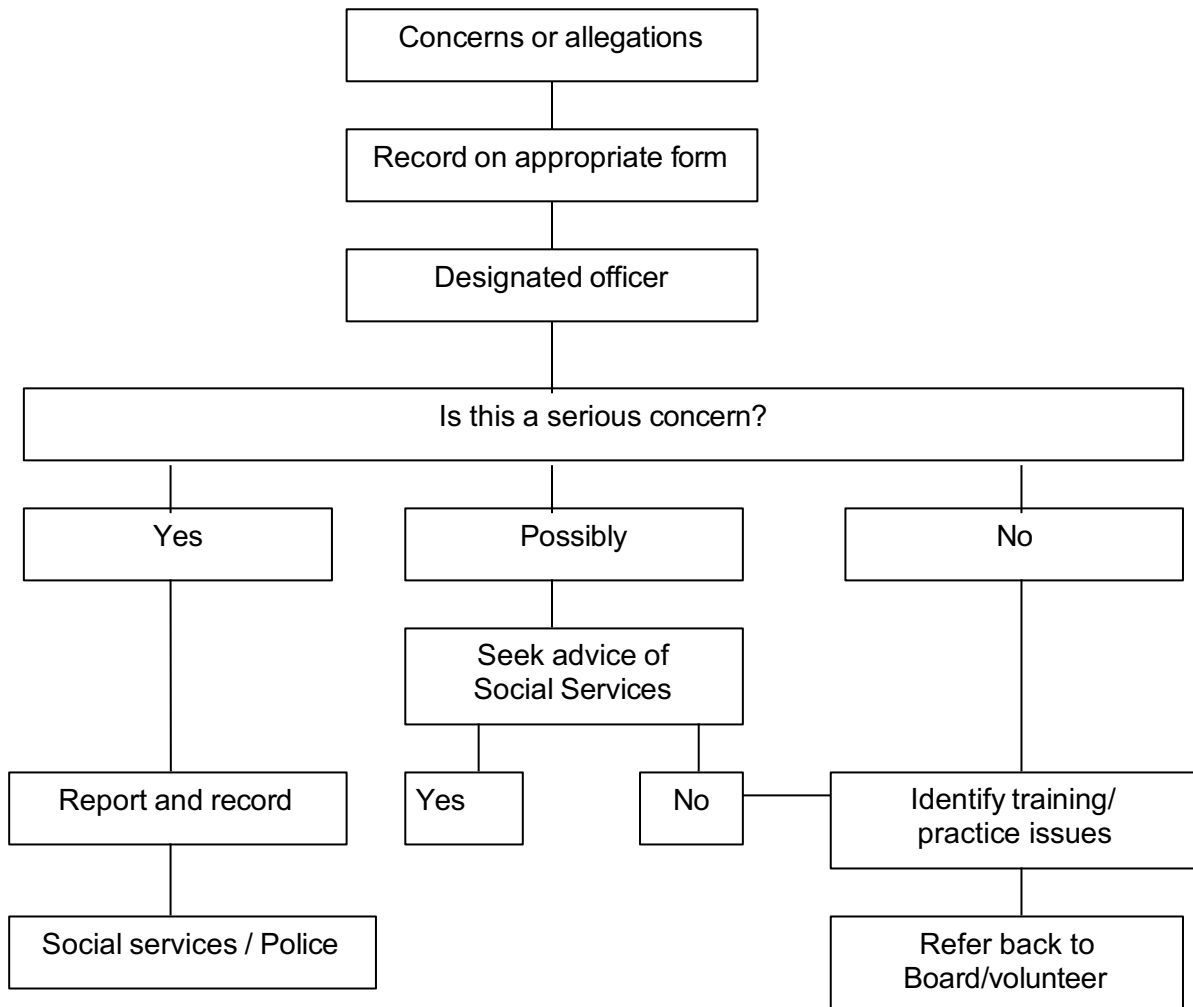 Concerns or allegations
Record on appropriate form
Designated officer
Is this a serious concern?
Yes
Possibly
No
Seek advice of
Social Services
Report and record
Yes
No
Identify training/
practice issues
Social services / Police
Refer back to
Board/volunteer